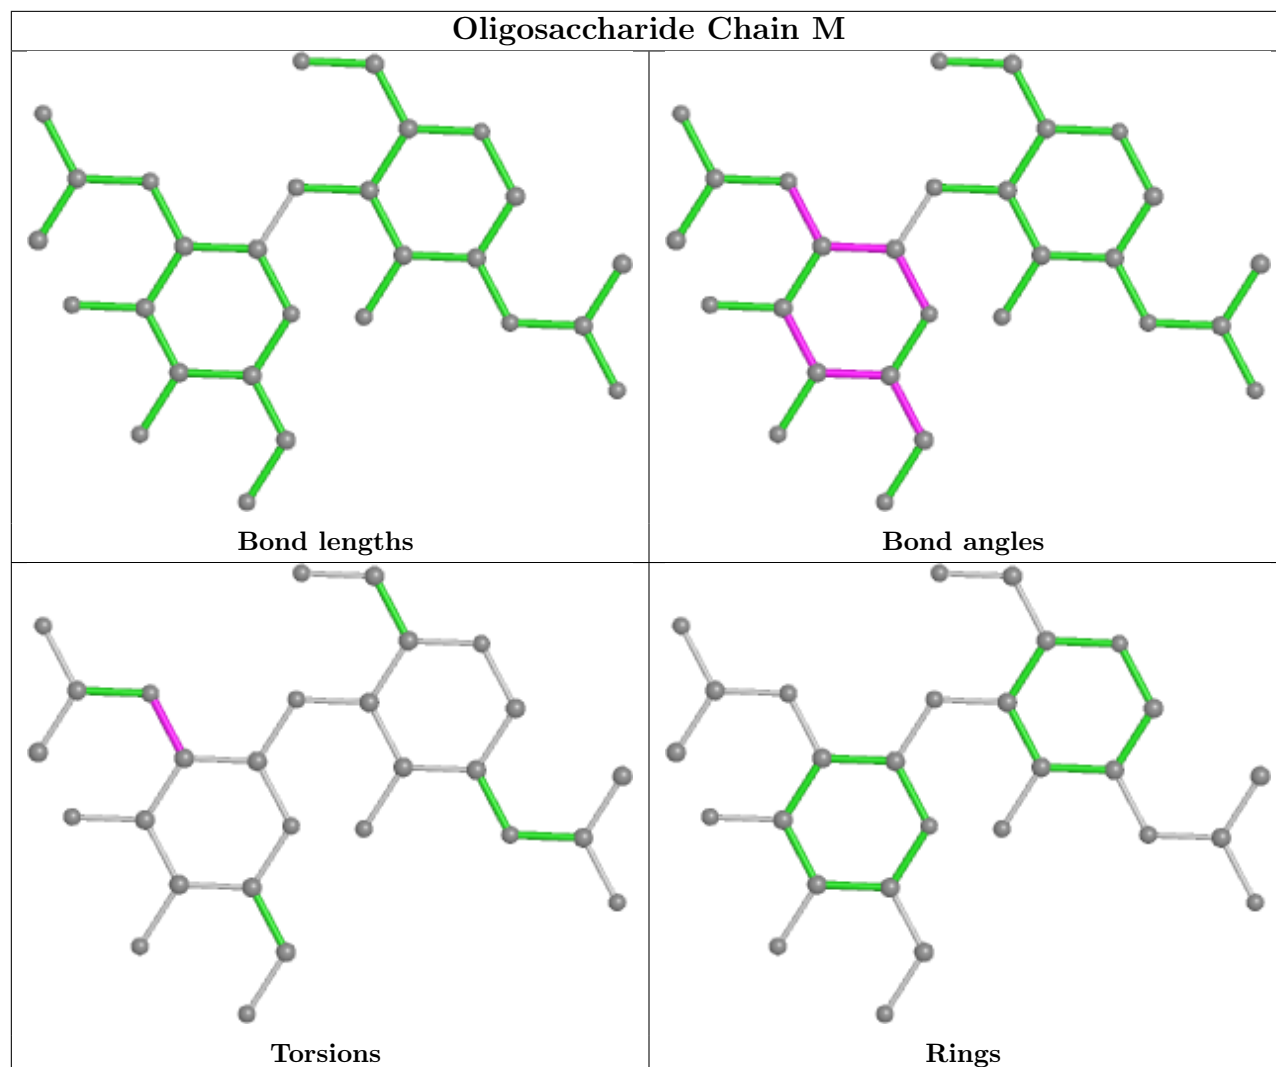 Oligosaccharide Chain M
Bond lengths
Bond angles
Torsions
Rings